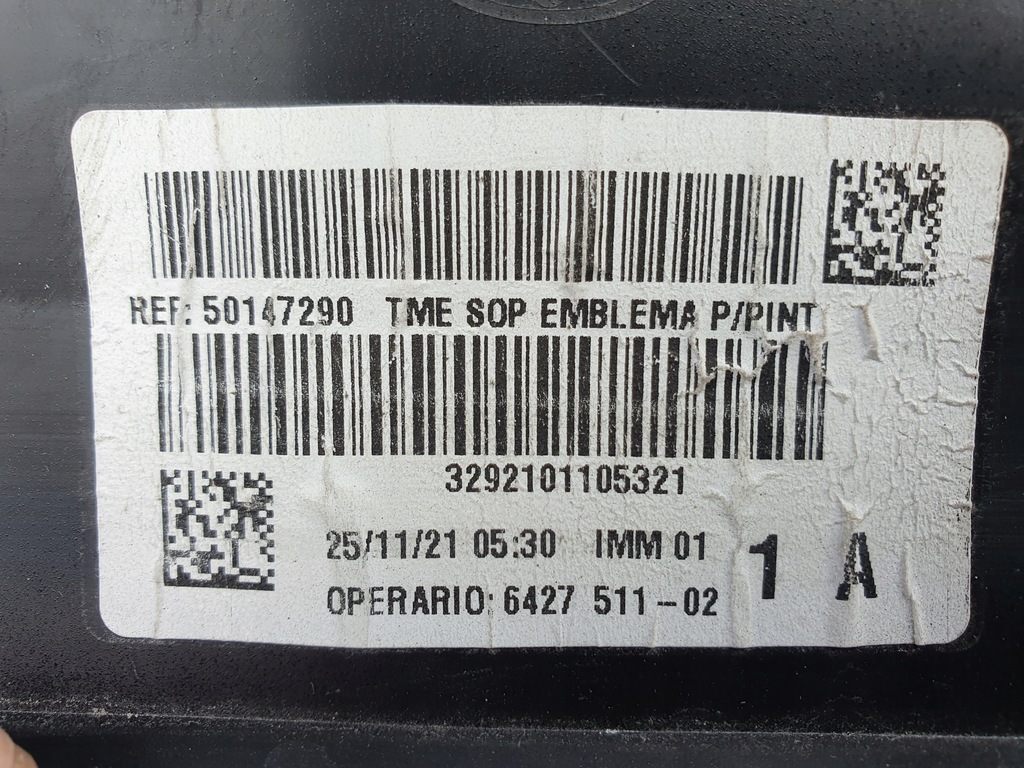 REF: 50147290 TME SOP EMBLEMA P/PINT
3292101105321
25/11/21 05:30 IMM 01
OPERARIO: 6427 511-02
1 A